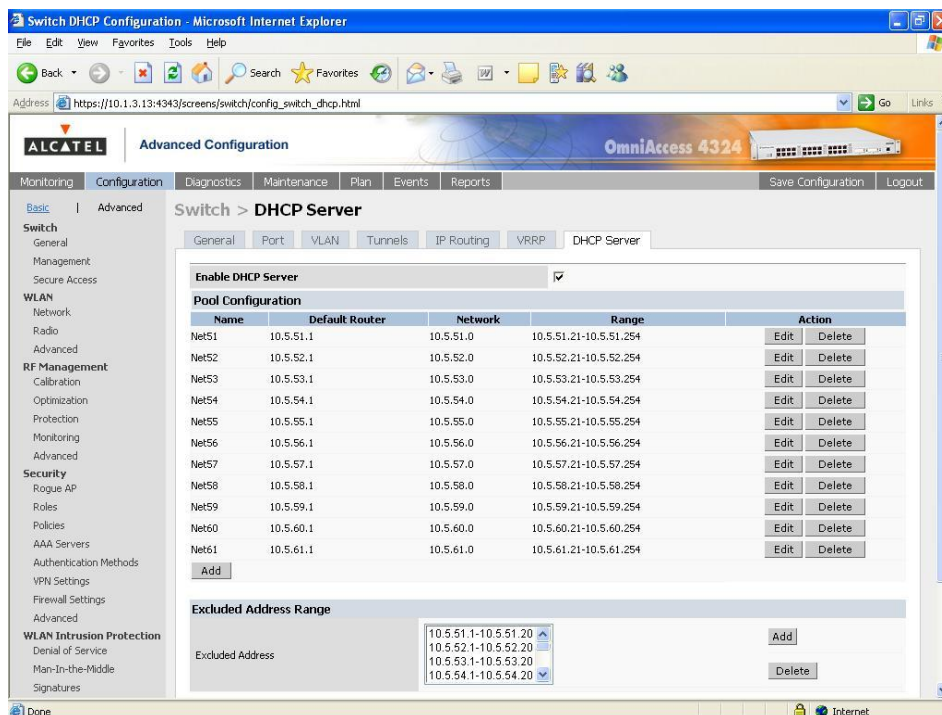 Switch DHCP Configuration - Microsoft Internet Explorer
File Edit View Favorites Tools Help
Back Search Favorites
Address https://10.1.3.13:4343/screens/switch/config_switch_dhcp.html Go Links
ALCATEL Advanced Configuration OmniAccess 4324
Monitoring Configuration Diagnostics Maintenance Plan Events Reports Save Configuration Logout
Basic | Advanced
Switch
General
Management
Secure Access
WLAN
Network
Radio
Advanced
RF Management
Calibration
Optimization
Protection
Monitoring
Advanced
Security
Rogue AP
Roles
Policies
AAA Servers
Authentication Methods
VPN Settings
Firewall Settings
Advanced
WLAN Intrusion Protection
Denial of Service
Man-In-the-Middle
Signatures
Switch > DHCP Server
General Port VLAN Tunnels IP Routing VRRP DHCP Server
Enable DHCP Server
Pool Configuration
Name Default Router Network Range Action
Net51 10.5.51.1 10.5.51.0 10.5.51.21-10.5.51.254 Edit Delete
Net52 10.5.52.1 10.5.52.0 10.5.52.21-10.5.52.254 Edit Delete
Net53 10.5.53.1 10.5.53.0 10.5.53.21-10.5.53.254 Edit Delete
Net54 10.5.54.1 10.5.54.0 10.5.54.21-10.5.54.254 Edit Delete
Net55 10.5.55.1 10.5.55.0 10.5.55.21-10.5.55.254 Edit Delete
Net56 10.5.56.1 10.5.56.0 10.5.56.21-10.5.56.254 Edit Delete
Net57 10.5.57.1 10.5.57.0 10.5.57.21-10.5.57.254 Edit Delete
Net58 10.5.58.1 10.5.58.0 10.5.58.21-10.5.58.254 Edit Delete
Net59 10.5.59.1 10.5.59.0 10.5.59.21-10.5.59.254 Edit Delete
Net60 10.5.60.1 10.5.60.0 10.5.60.21-10.5.60.254 Edit Delete
Net61 10.5.61.1 10.5.61.0 10.5.61.21-10.5.61.254 Edit Delete
Add
Excluded Address Range
Excluded Address
10.5.51.1-10.5.51.20
10.5.52.1-10.5.52.20
10.5.53.1-10.5.53.20
10.5.54.1-10.5.54.20
Add
Delete
Done Internet